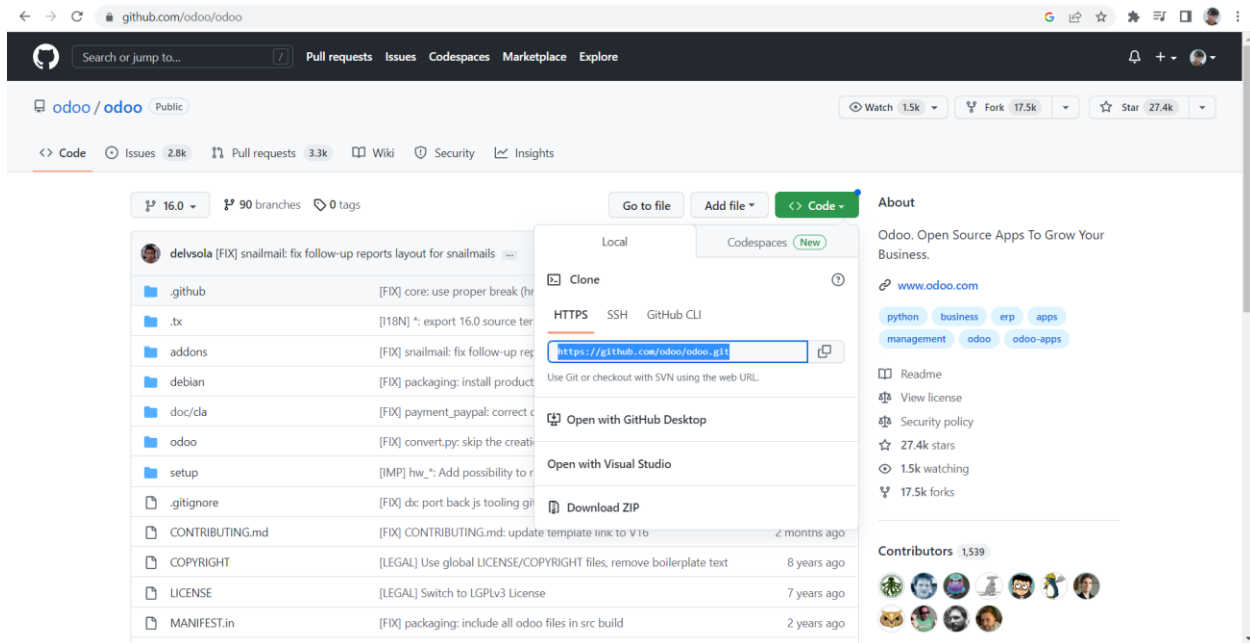 github.com/odoo/odoo
Search or jump to... / Pull requests Issues Codespaces Marketplace Explore
odoo / odoo Public Watch 1.5k Fork 17.5k Star 27.4k
Code Issues 2.8k Pull requests 3.3k Wiki Security Insights
16.0 90 branches 0 tags Go to file Add file Code
delvsola [FIX] snailmail: fix follow-up reports layout for snailmails ...
.github [FIX] core: use proper break (hr
.tx [I18N] *: export 16.0 source ter
addons [FIX] snailmail: fix follow-up rep
debian [FIX] packaging: install product
doc/cla [FIX] payment_paypal: correct
odoo [FIX] convert.py: skip the creati
setup [IMP] hw_*: Add possibility to r
.gitignore [FIX] dx: port back js tooling gi
CONTRIBUTING.md [FIX] CONTRIBUTING.md: update template link to V16 2 months ago
COPYRIGHT [LEGAL] Use global LICENSE/COPYRIGHT files, remove boilerplate text 8 years ago
LICENSE [LEGAL] Switch to LGPLv3 License 7 years ago
MANIFEST.in [FIX] packaging: include all odoo files in src build 2 years ago
Local Codespaces New
Clone
HTTPS SSH GitHub CLI
https://github.com/odoo/odoo.git
Use Git or checkout with SVN using the web URL.
Open with GitHub Desktop
Open with Visual Studio
Download ZIP
About
Odoo. Open Source Apps To Grow Your
Business.
www.odoo.com
python business erp apps
management odoo odoo-apps
Readme
View license
Security policy
27.4k stars
1.5k watching
17.5k forks
Contributors 1,539